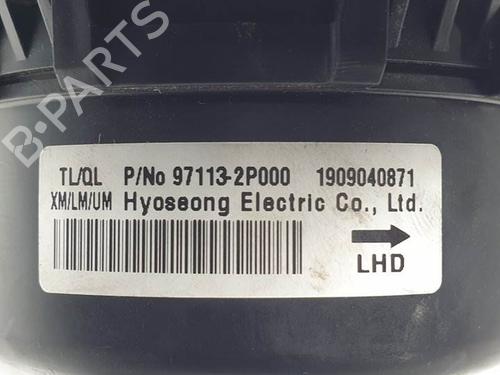 TL/QL P/No 97113-2P000 1909040871
XM/LM/UM Hyoseong Electric Co., Ltd.
LHD
B-PARTS